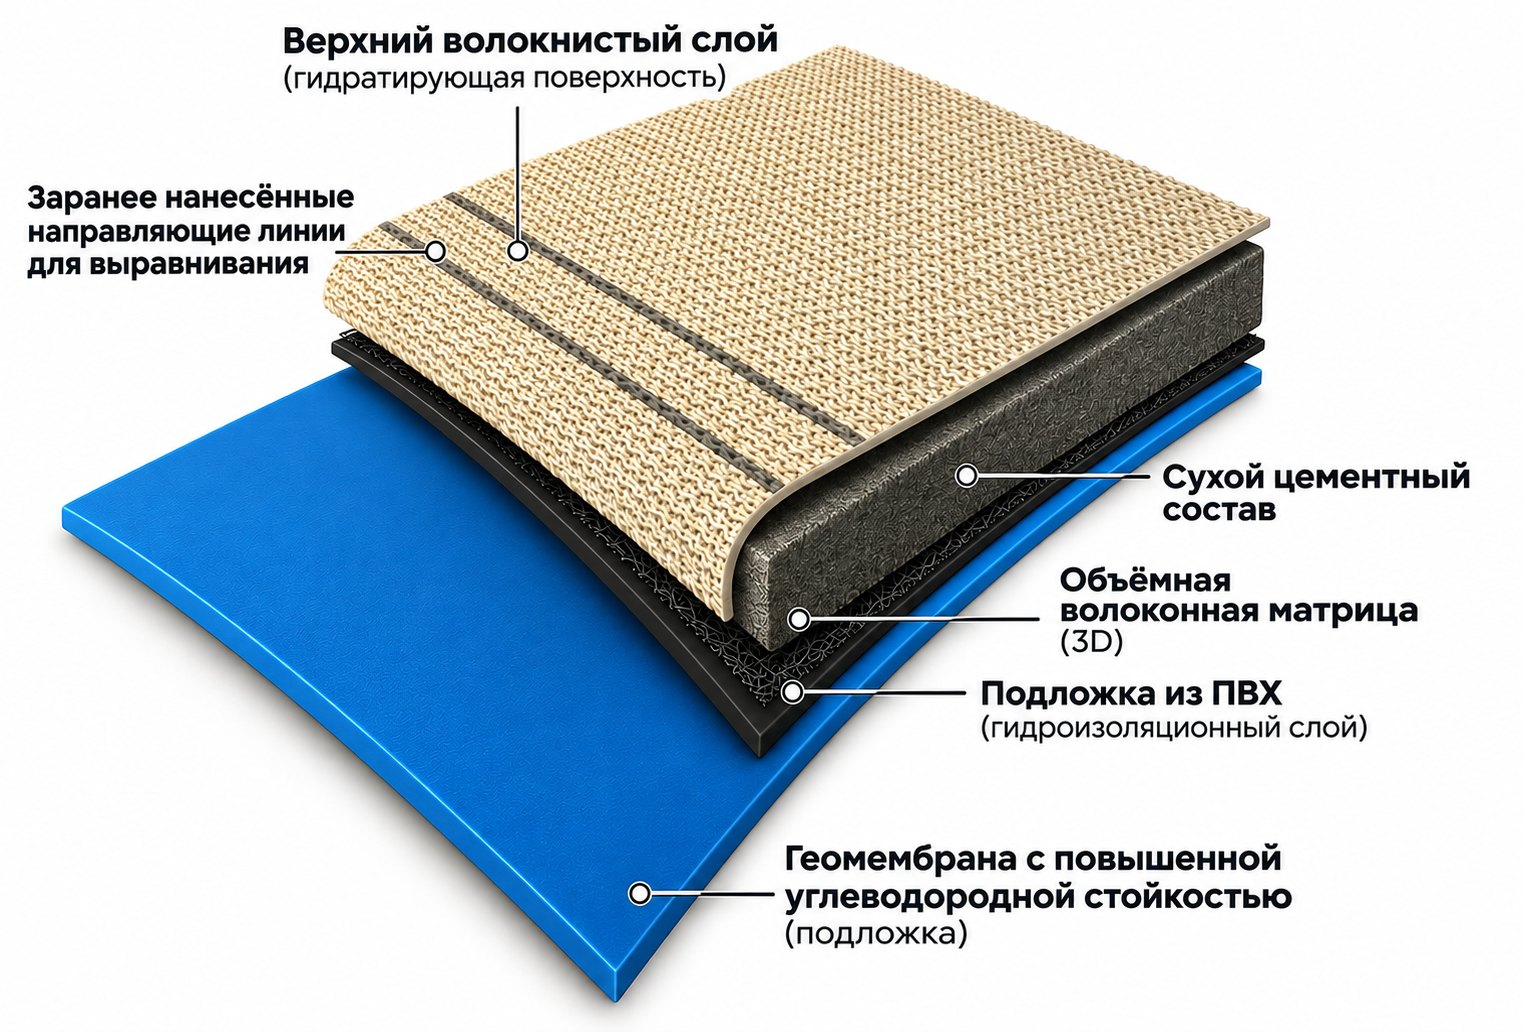 Верхний волокнистый слой
(гидратирующая поверхность)
Заранее нанесённые
направляющие линии
для выравнивания
Сухой цементный
состав
Объёмная
волоконная матрица
(3D)
Подложка из ПВХ
(гидроизоляционный слой)
Геомембрана с повышенной
углеводородной стойкостью
(подложка)